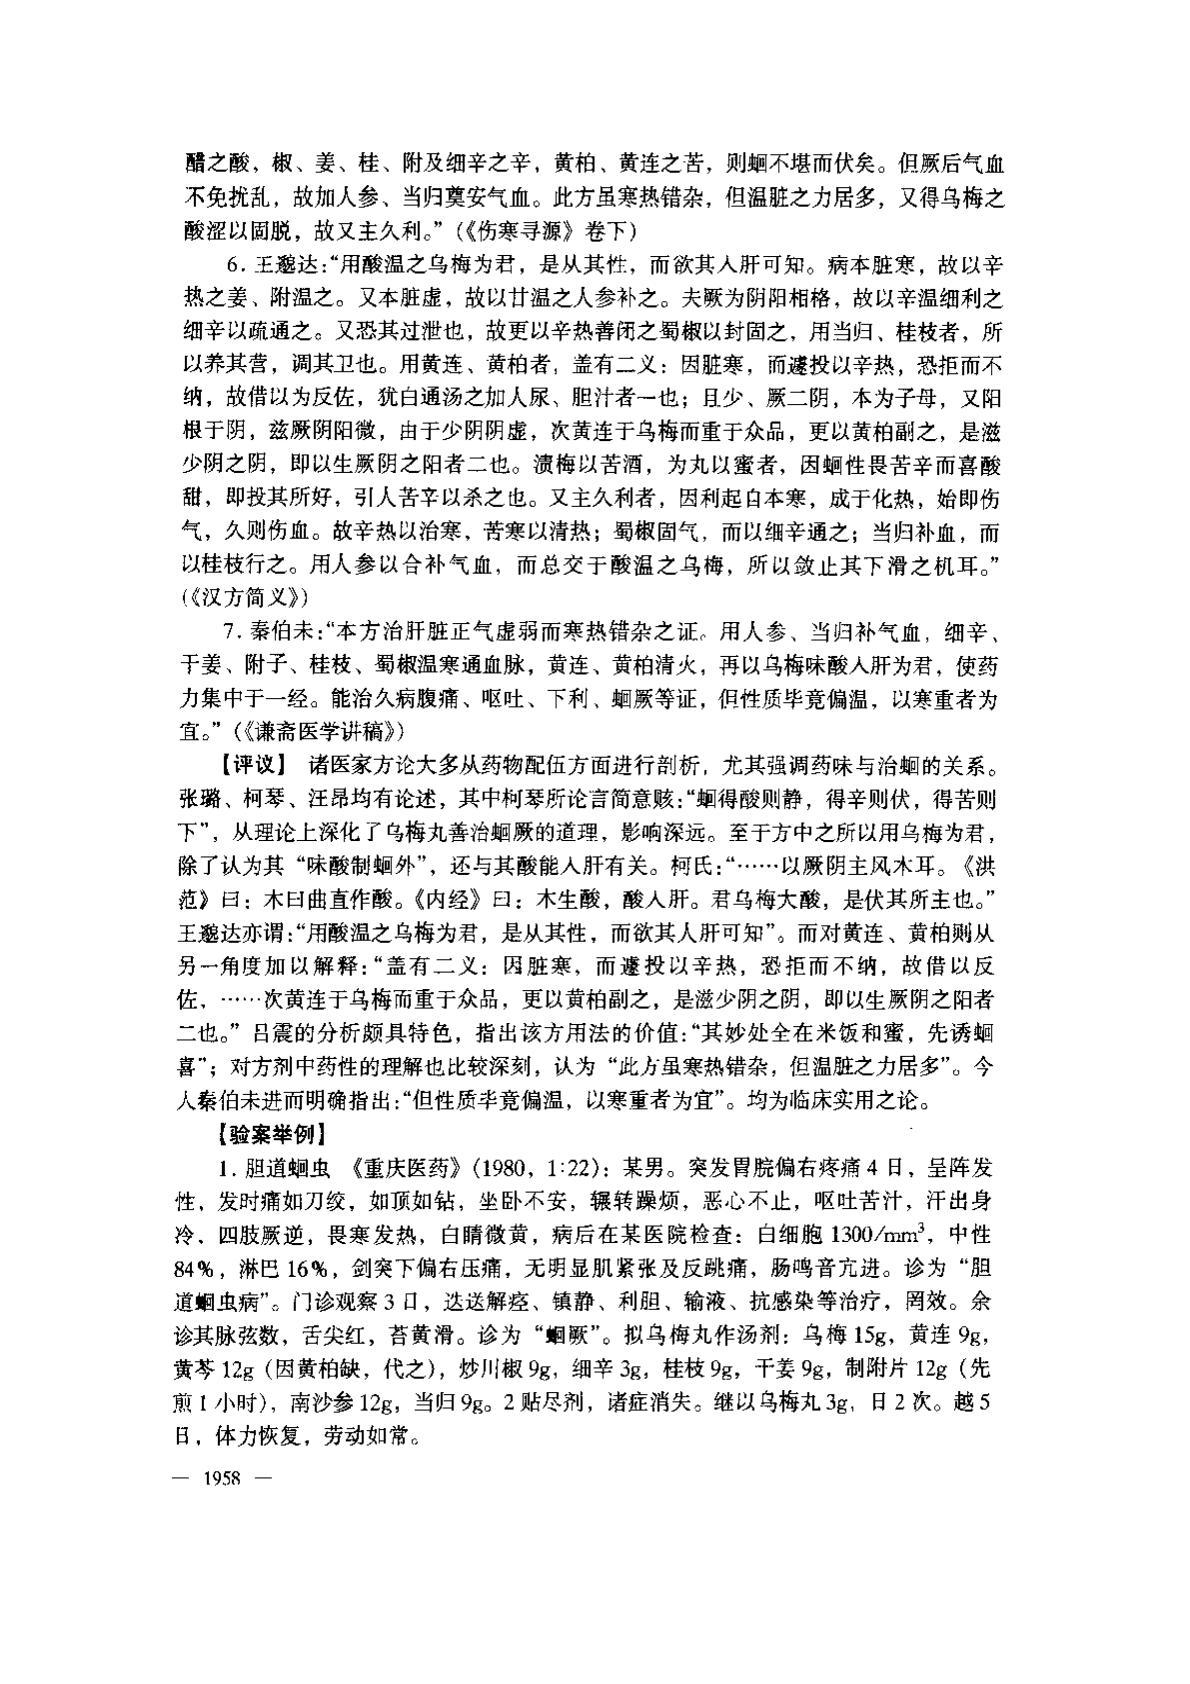 醋之酸，椒、姜、桂、附及细辛之辛，黄柏、黄连之苦，则蛔不堪而伏矣。但厥后气血
不免扰乱，故加人参、当归奠安气血。此方虽寒热错杂，但温脏之力居多，又得乌梅之
酸涩以固脱，故又主久利。”（《伤寒寻源》卷下）
6. 王邈达：“用酸温之乌梅为君，是从其性，而欲其入肝可知。病本脏寒，故以辛
热之姜、附温之。又本脏虚，故以甘温之人参补之。夫厥为阴阳相格，故以辛温细利之
细辛以疏通之。又恐其过泄也，故更以辛热善闭之蜀椒以封固之，用当归、桂枝者，所
以养其营，调其卫也。用黄连、黄柏者，盖有二义：因脏寒，而遽投以辛热，恐拒而不
纳，故借以为反佐，犹白通汤之加人尿、胆汁者一也；且少、厥二阴，本为子母，又阳
根于阴，兹厥阴阳微，由于少阴阴虚，次黄连于乌梅而重于众品，更以黄柏副之，是滋
少阴之阴，即以生厥阴之阳者二也。渍梅以苦酒，为丸以蜜者，因蛔性畏苦辛而喜酸
甜，即投其所好，引入苦辛以杀之也。又主久利者，因利起自本寒，成于化热，始即伤
气，久则伤血。故辛热以治寒，苦寒以清热；蜀椒固气，而以细辛通之；当归补血，而
以桂枝行之。用人参以合补气血，而总交于酸温之乌梅，所以敛止其下滑之机耳。”
（《汉方简义》）
7. 秦伯未：“本方治肝脏正气虚弱而寒热错杂之证。用人参、当归补气血，细辛、
干姜、附子、桂枝、蜀椒温寒通血脉，黄连、黄柏清火，再以乌梅味酸入肝为君，使药
力集中于一经。能治久病腹痛、呕吐、下利、蛔厥等证，但性质毕竟偏温，以寒重者为
宜。”（《谦斋医学讲稿》）
【评议】 诸医家方论大多从药物配伍方面进行剖析，尤其强调药味与治蛔的关系。
张璐、柯琴、汪昂均有论述，其中柯琴所论言简意赅：“蛔得酸则静，得辛则伏，得苦则
下”，从理论上深化了乌梅丸善治蛔厥的道理，影响深远。至于方中之所以用乌梅为君，
除了认为其“味酸制蛔外”，还与其酸能入肝有关。柯氏：“……以厥阴主风木耳。《洪
范》曰：木曰曲直作酸。《内经》曰：木生酸，酸入肝。君乌梅大酸，是伏其所主也。”
王邈达亦谓：“用酸温之乌梅为君，是从其性，而欲其入肝可知”。而对黄连、黄柏则从
另一角度加以解释：“盖有二义：因脏寒，而遽投以辛热，恐拒而不纳，故借以反
佐，……次黄连于乌梅而重于众品，更以黄柏副之，是滋少阴之阴，即以生厥阴之阳者
二也。”吕震的分析颇具特色，指出该方用法的价值：“其妙处全在米饭和蜜，先诱蛔
喜”；对方剂中药性的理解也比较深刻，认为“此方虽寒热错杂，但温脏之力居多”。今
人秦伯未进而明确指出：“但性质毕竟偏温，以寒重者为宜”。均为临床实用之论。
【验案举例】
1. 胆道蛔虫 《重庆医药》（1980，1∶22）：某男。突发胃脘偏右疼痛 4 日，呈阵发
性，发时痛如刀绞，如顶如钻，坐卧不安，辗转躁烦，恶心不止，呕吐苦汁，汗出身
冷，四肢厥逆，畏寒发热，白睛微黄，病后在某医院检查：白细胞 1300/mm³，中性
84%，淋巴 16%，剑突下偏右压痛，无明显肌紧张及反跳痛，肠鸣音亢进。诊为“胆
道蛔虫病”。门诊观察 3 日，迭送解痉、镇静、利胆、输液、抗感染等治疗，罔效。余
诊其脉弦数，舌尖红，苔黄滑。诊为“蛔厥”。拟乌梅丸作汤剂：乌梅 15g，黄连 9g，
黄芩 12g（因黄柏缺，代之），炒川椒 9g，细辛 3g，桂枝 9g，干姜 9g，制附片 12g（先
煎 1 小时），南沙参 12g，当归 9g。2 贴尽剂，诸症消失。继以乌梅丸 3g，日 2 次。越 5
日，体力恢复，劳动如常。
— 1958 —